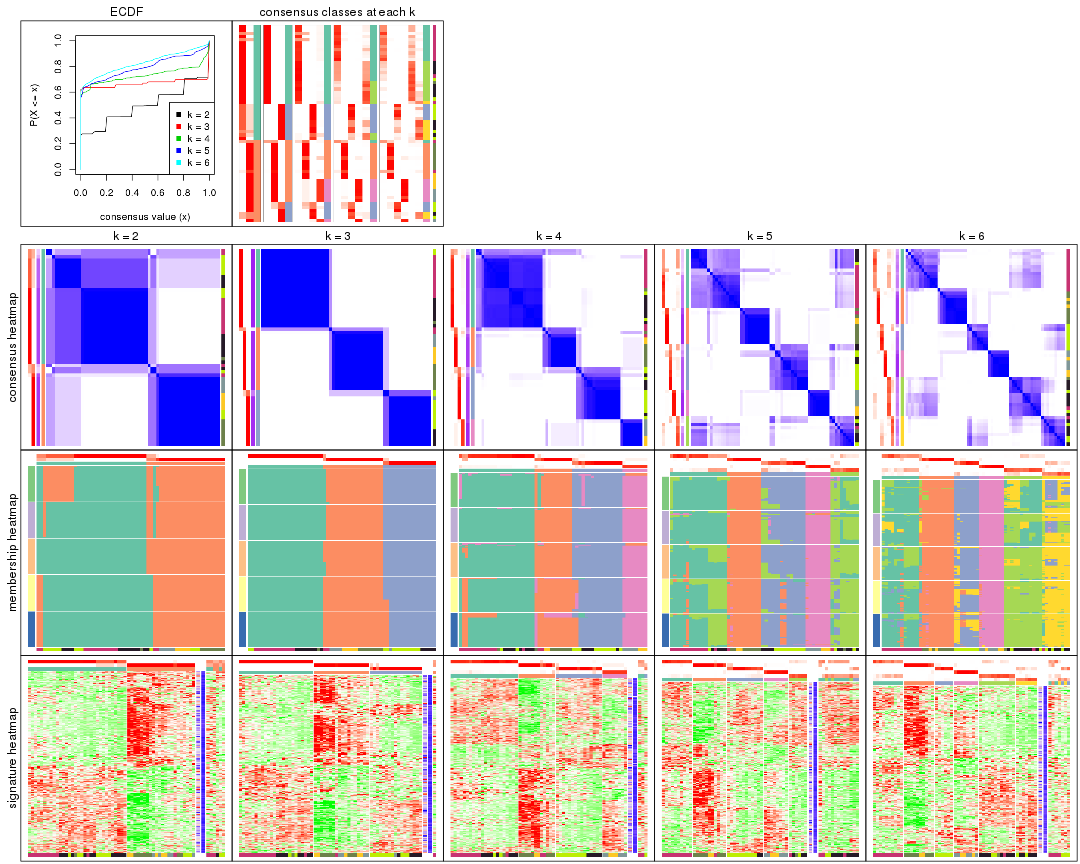 ECDF
consensus classes at each k
P(X <= x)
1.0
0.8
0.6
0.4
0.2
0.0
k = 2
k = 3
k = 4
k = 5
k = 6
0.0 0.2 0.4 0.6 0.8 1.0
consensus value (x)
k = 2 k = 3 k = 4 k = 5 k = 6
consensus heatmap
membership heatmap
signature heatmap